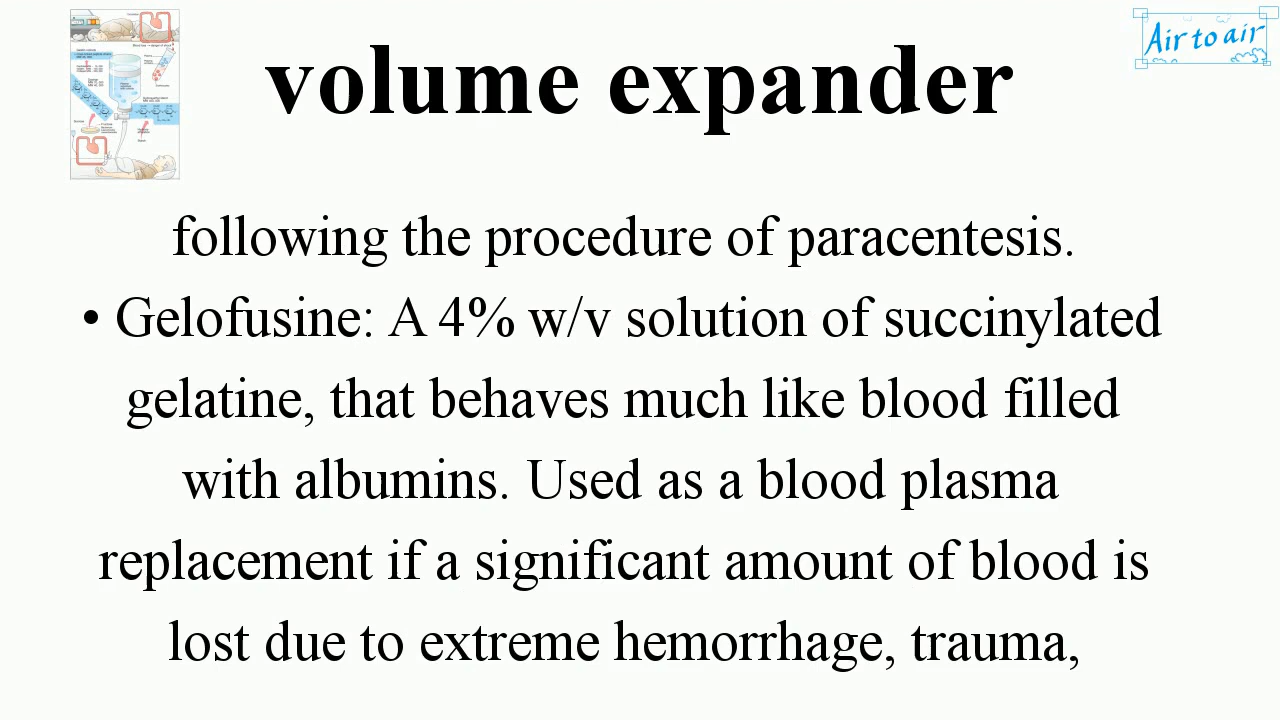 volume expander
Air to air
following the procedure of paracentesis.
• Gelofusine: A 4% w/v solution of succinylated
gelatine, that behaves much like blood filled
with albumins. Used as a blood plasma
replacement if a significant amount of blood is
lost due to extreme hemorrhage, trauma,